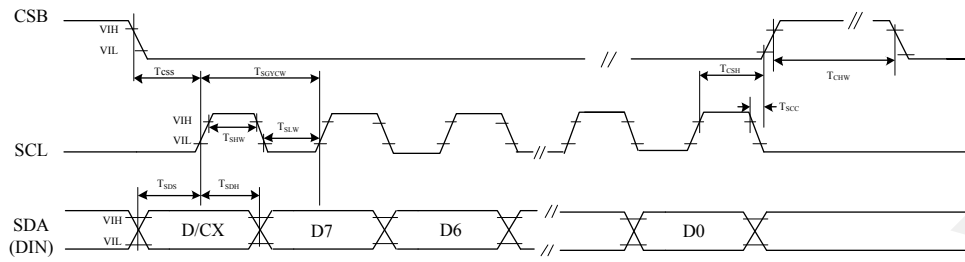 CSB
VIH
VIL
Tcss
TSGYCW
TCSH
TCHW
TSCC
SCL
VIH
VIL
TSHW
TSLW
TSDS
TSDH
SDA
(DIN)
VIH
VIL
D/CX
D7
D6
D0